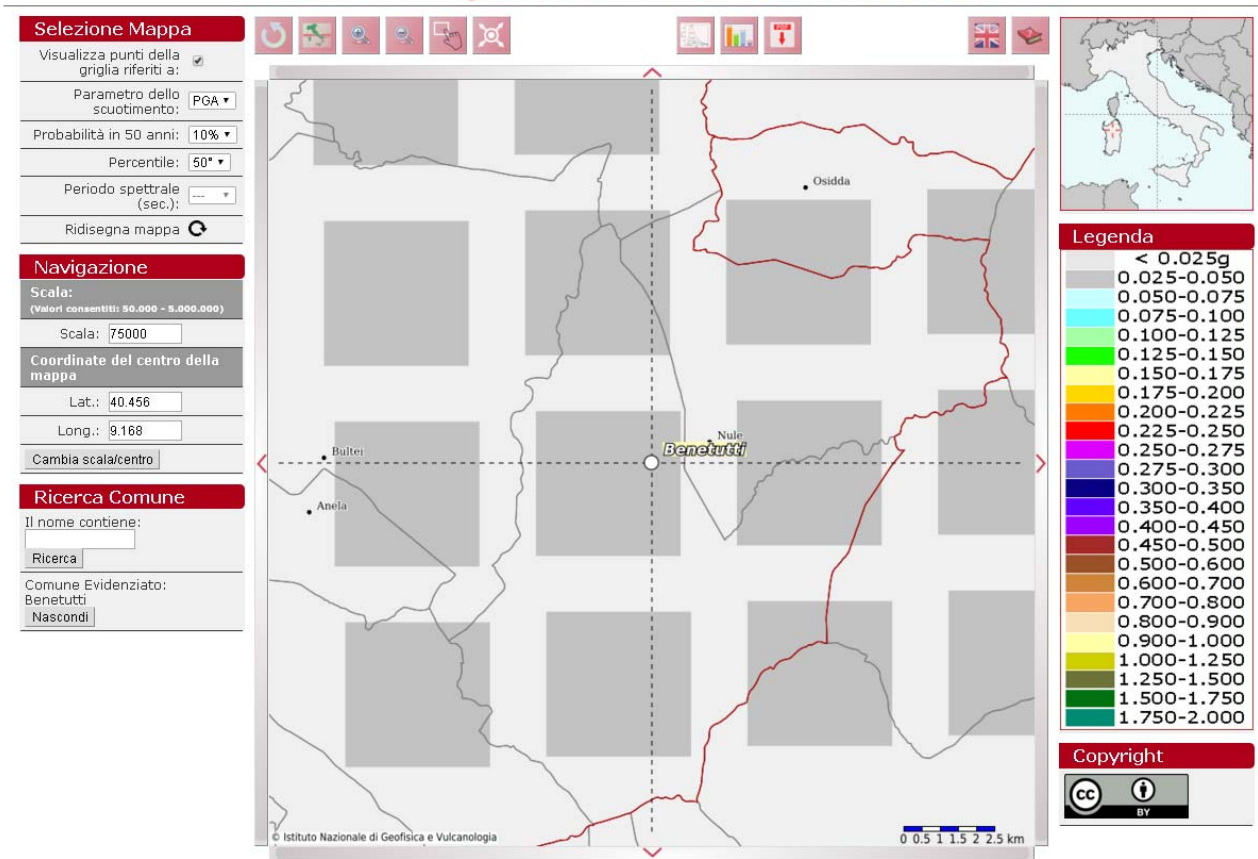 Selezione Mappa
Visualizza punti della
griglia riferiti a:
Parametro dello
scuotimento:
PGA
Probabilità in 50 anni:
10%
Percentile:
50°
Periodo spettrale
(sec.):
---
Ridisegna mappa
Navigazione
Scala:
(Valori consentiti: 50.000 - 5.000.000)
Scala: 75000
Coordinate del centro della
mappa
Lat.: 40.456
Long.: 9.168
Cambia scala/centro
Ricerca Comune
Il nome contiene:
Ricerca
Comune Evidenziato:
Benetutti
Nascondi
PDF
Osidda
Nule
Benetutti
Bultei
Anela
© Istituto Nazionale di Geofisica e Vulcanologia
0 0.5 1 1.5 2 2.5 km
Legenda
< 0.025g
0.025-0.050
0.050-0.075
0.075-0.100
0.100-0.125
0.125-0.150
0.150-0.175
0.175-0.200
0.200-0.225
0.225-0.250
0.250-0.275
0.275-0.300
0.300-0.350
0.350-0.400
0.400-0.450
0.450-0.500
0.500-0.600
0.600-0.700
0.700-0.800
0.800-0.900
0.900-1.000
1.000-1.250
1.250-1.500
1.500-1.750
1.750-2.000
Copyright
cc
BY